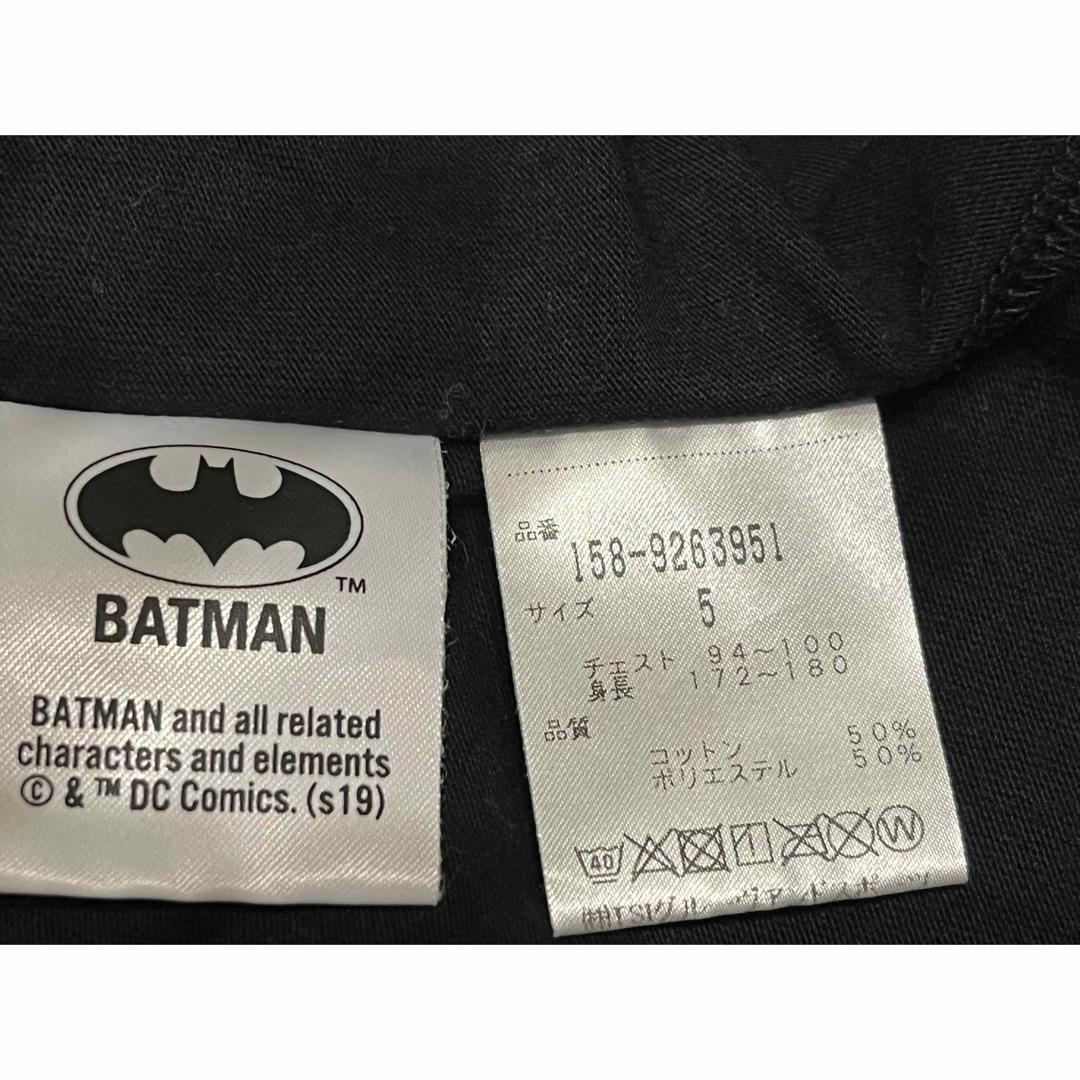 TM
BATMAN
BATMAN and all related
characters and elements
© & ™ DC Comics. (s19)
品番
158-9263951
サイズ 5
チェスト 94~100
身長 172~180
品質
コットン 50%
ポリエステル 50%
40
W